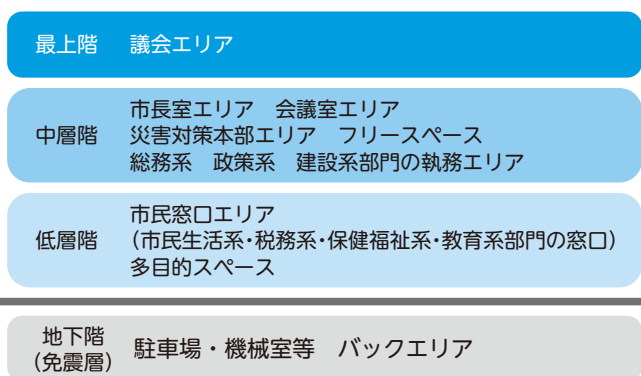 最上階 議会エリア
市長室エリア 会議室エリア
中層階 災害対策本部エリア フリースペース
総務系 政策系 建設系部門の執務エリア
市民窓口エリア
低層階 (市民生活系・税務系・保健福祉系・教育系部門の窓口)
多目的スペース
地下階
(免震層) 駐車場・機械室等 バックエリア